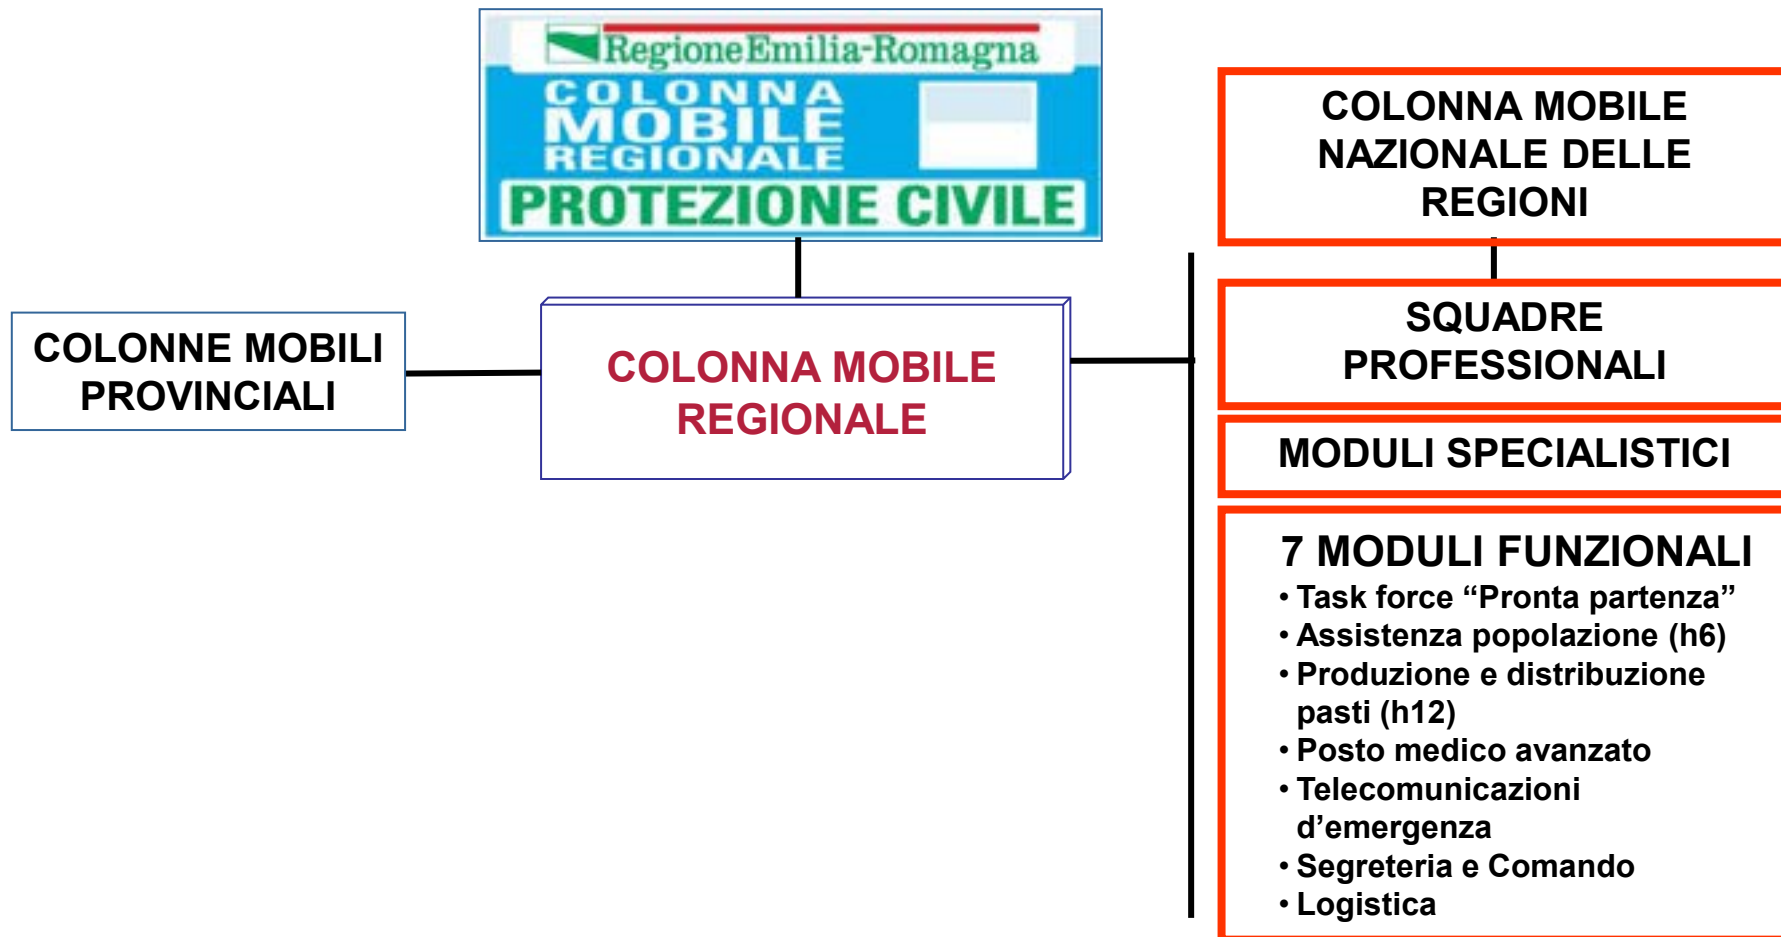 RegioneEmilia-Romagna
COLONNA
MOBILE
REGIONALE
PROTEZIONE CIVILE
COLONNE MOBILI
PROVINCIALI
COLONNA MOBILE
REGIONALE
COLONNA MOBILE
NAZIONALE DELLE
REGIONI
SQUADRE
PROFESSIONALI
MODULI SPECIALISTICI
7 MODULI FUNZIONALI
• Task force “Pronta partenza”
• Assistenza popolazione (h6)
• Produzione e distribuzione
pasti (h12)
• Posto medico avanzato
• Telecomunicazioni
d’emergenza
• Segreteria e Comando
• Logistica